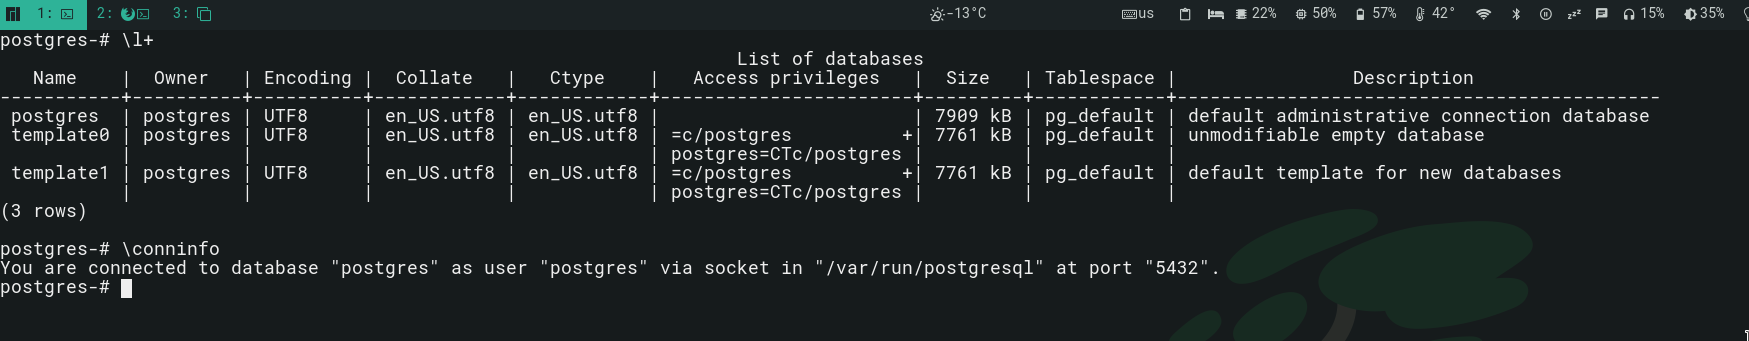 1: 2: 3: -13°C us 22% 50% 57% 42° zzz 15% 35%
postgres-# \l+
                                                                   List of databases
   Name    |  Owner   | Encoding |  Collate   |   Ctype    |   Access privileges   |  Size   | Tablespace |                Description
-----------+----------+----------+------------+------------+-----------------------+---------+------------+--------------------------------------------
 postgres  | postgres | UTF8     | en_US.utf8 | en_US.utf8 |                       | 7909 kB | pg_default | default administrative connection database
 template0 | postgres | UTF8     | en_US.utf8 | en_US.utf8 | =c/postgres          +| 7761 kB | pg_default | unmodifiable empty database
           |          |          |            |            | postgres=CTc/postgres |         |            |
 template1 | postgres | UTF8     | en_US.utf8 | en_US.utf8 | =c/postgres          +| 7761 kB | pg_default | default template for new databases
           |          |          |            |            | postgres=CTc/postgres |         |            |
(3 rows)
postgres-# \conninfo
You are connected to database "postgres" as user "postgres" via socket in "/var/run/postgresql" at port "5432".
postgres-#